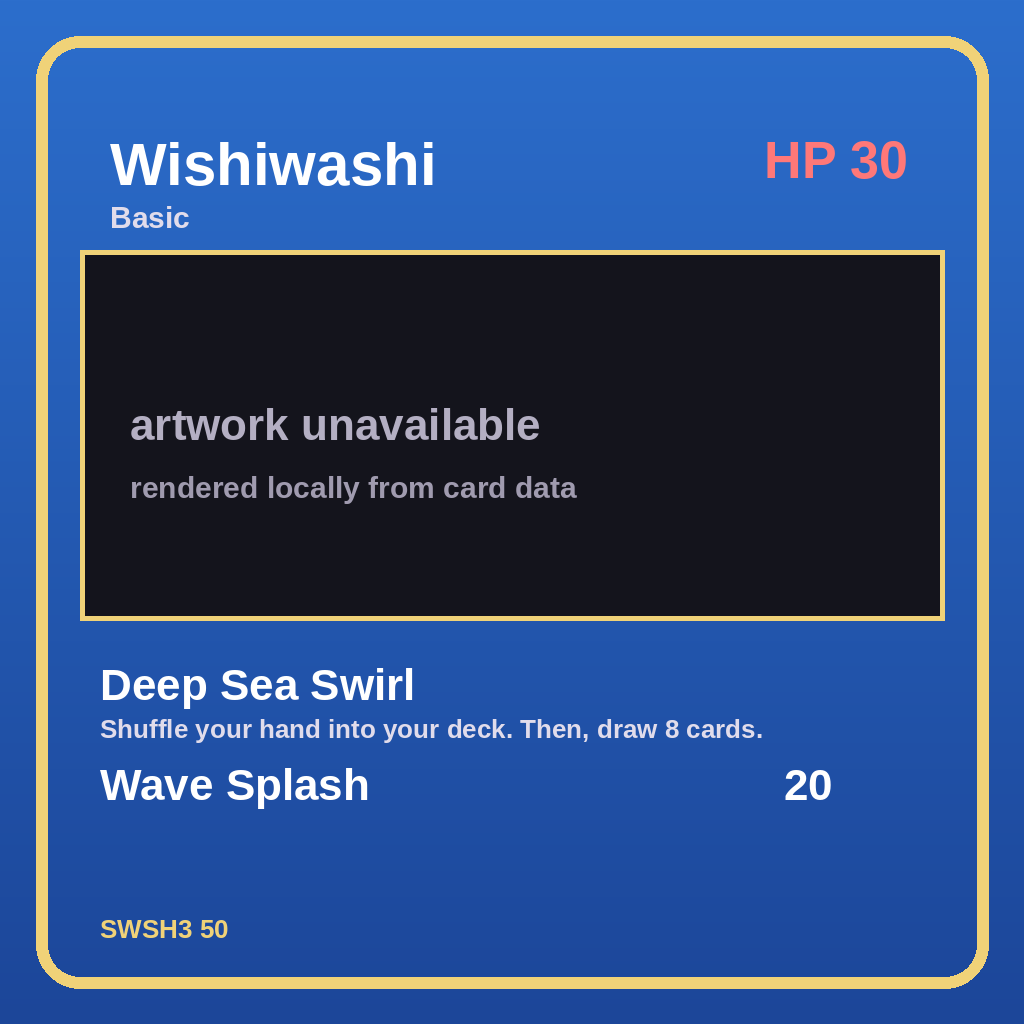 Wishiwashi
HP 30
Basic
artwork unavailable
rendered locally from card data
Deep Sea Swirl
Shuffle your hand into your deck. Then, draw 8 cards.
Wave Splash 20
SWSH3 50